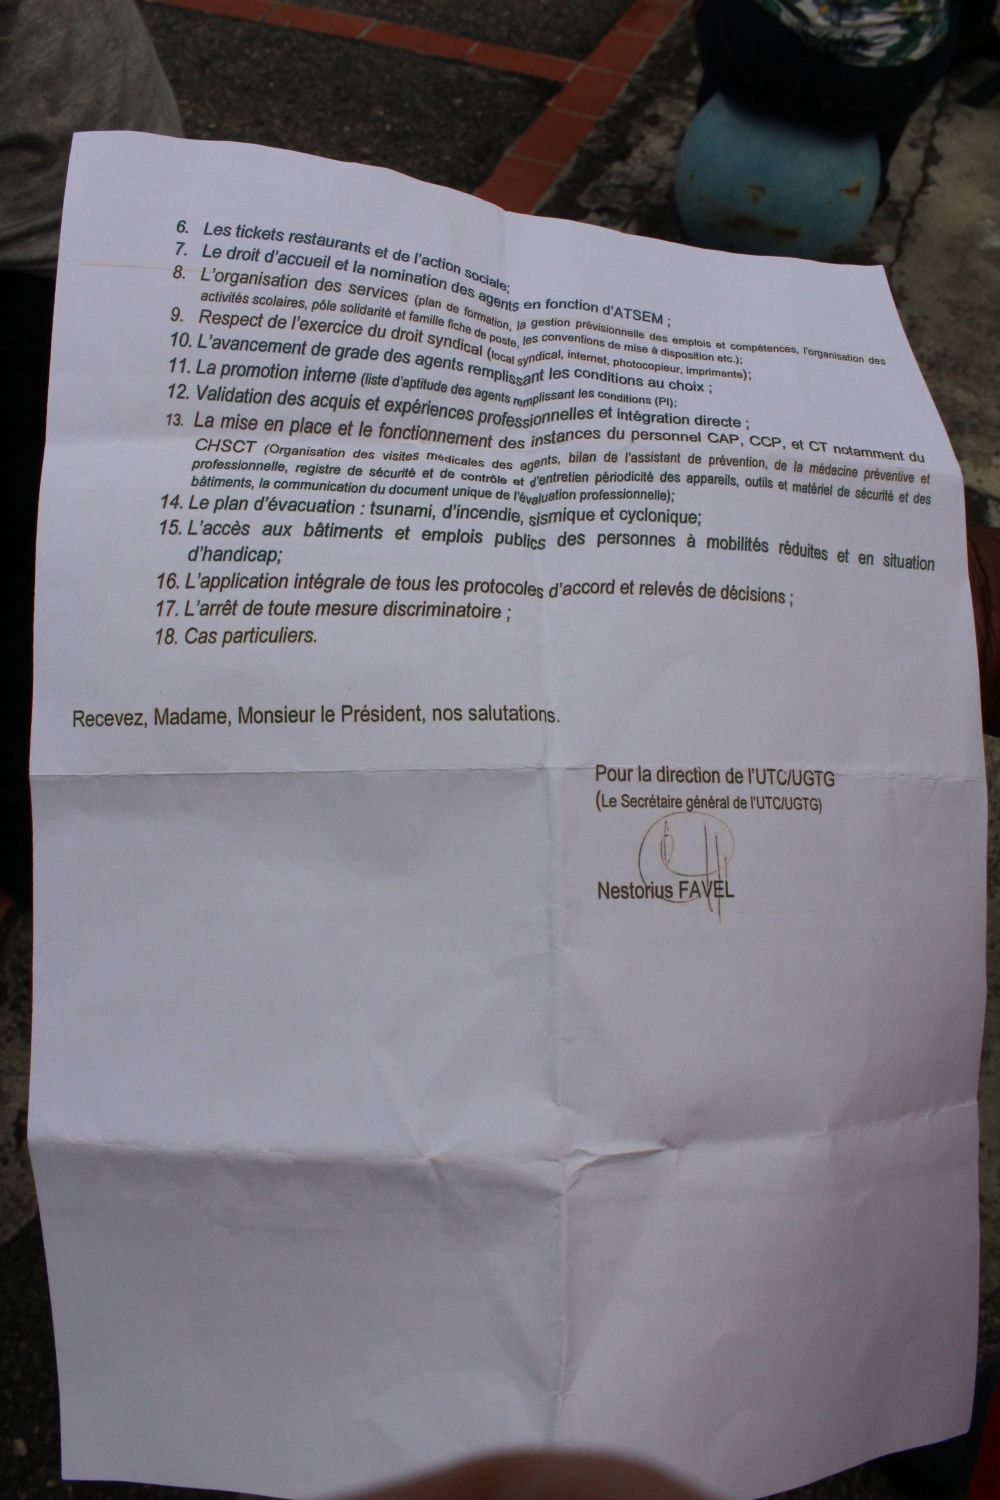 6. Les tickets restaurants et de l'action sociale;
7. Le droit d'accueil et la nomination des agents en fonction d'ATSEM ;
8. L'organisation des services (plan de formation, la gestion prévisionnelle des emplois et compétences, l'organisation des
activités scolaires, pôle solidarité et famille fiche de poste, les conventions de mise à disposition etc.);
9. Respect de l'exercice du droit syndical (local syndical, internet, photocopieur, imprimante);
10. L'avancement de grade des agents remplissant les conditions au choix ;
11. La promotion interne (liste d'aptitude des agents remplissant les conditions (PI);
12. Validation des acquis et expériences professionnelles et intégration directe ;
13. La mise en place et le fonctionnement des instances du personnel CAP, CCP, et CT notamment du
CHSCT (Organisation des visites médicales des agents, bilan de l'assistant de prévention, de la médecine préventive et
professionnelle, registre de sécurité et de contrôle et d'entretien périodicité des appareils, outils et matériel de sécurité et des
bâtiments, la communication du document unique de l'évaluation professionnelle);
14. Le plan d'évacuation : tsunami, d'incendie, sismique et cyclonique;
15. L'accès aux bâtiments et emplois publics des personnes à mobilités réduites et en situation
d'handicap;
16. L'application intégrale de tous les protocoles d'accord et relevés de décisions ;
17. L'arrêt de toute mesure discriminatoire ;
18. Cas particuliers.
Recevez, Madame, Monsieur le Président, nos salutations.
Pour la direction de l'UTC/UGTG
(Le Secrétaire général de l'UTC/UGTG)
Nestorius FAVEL